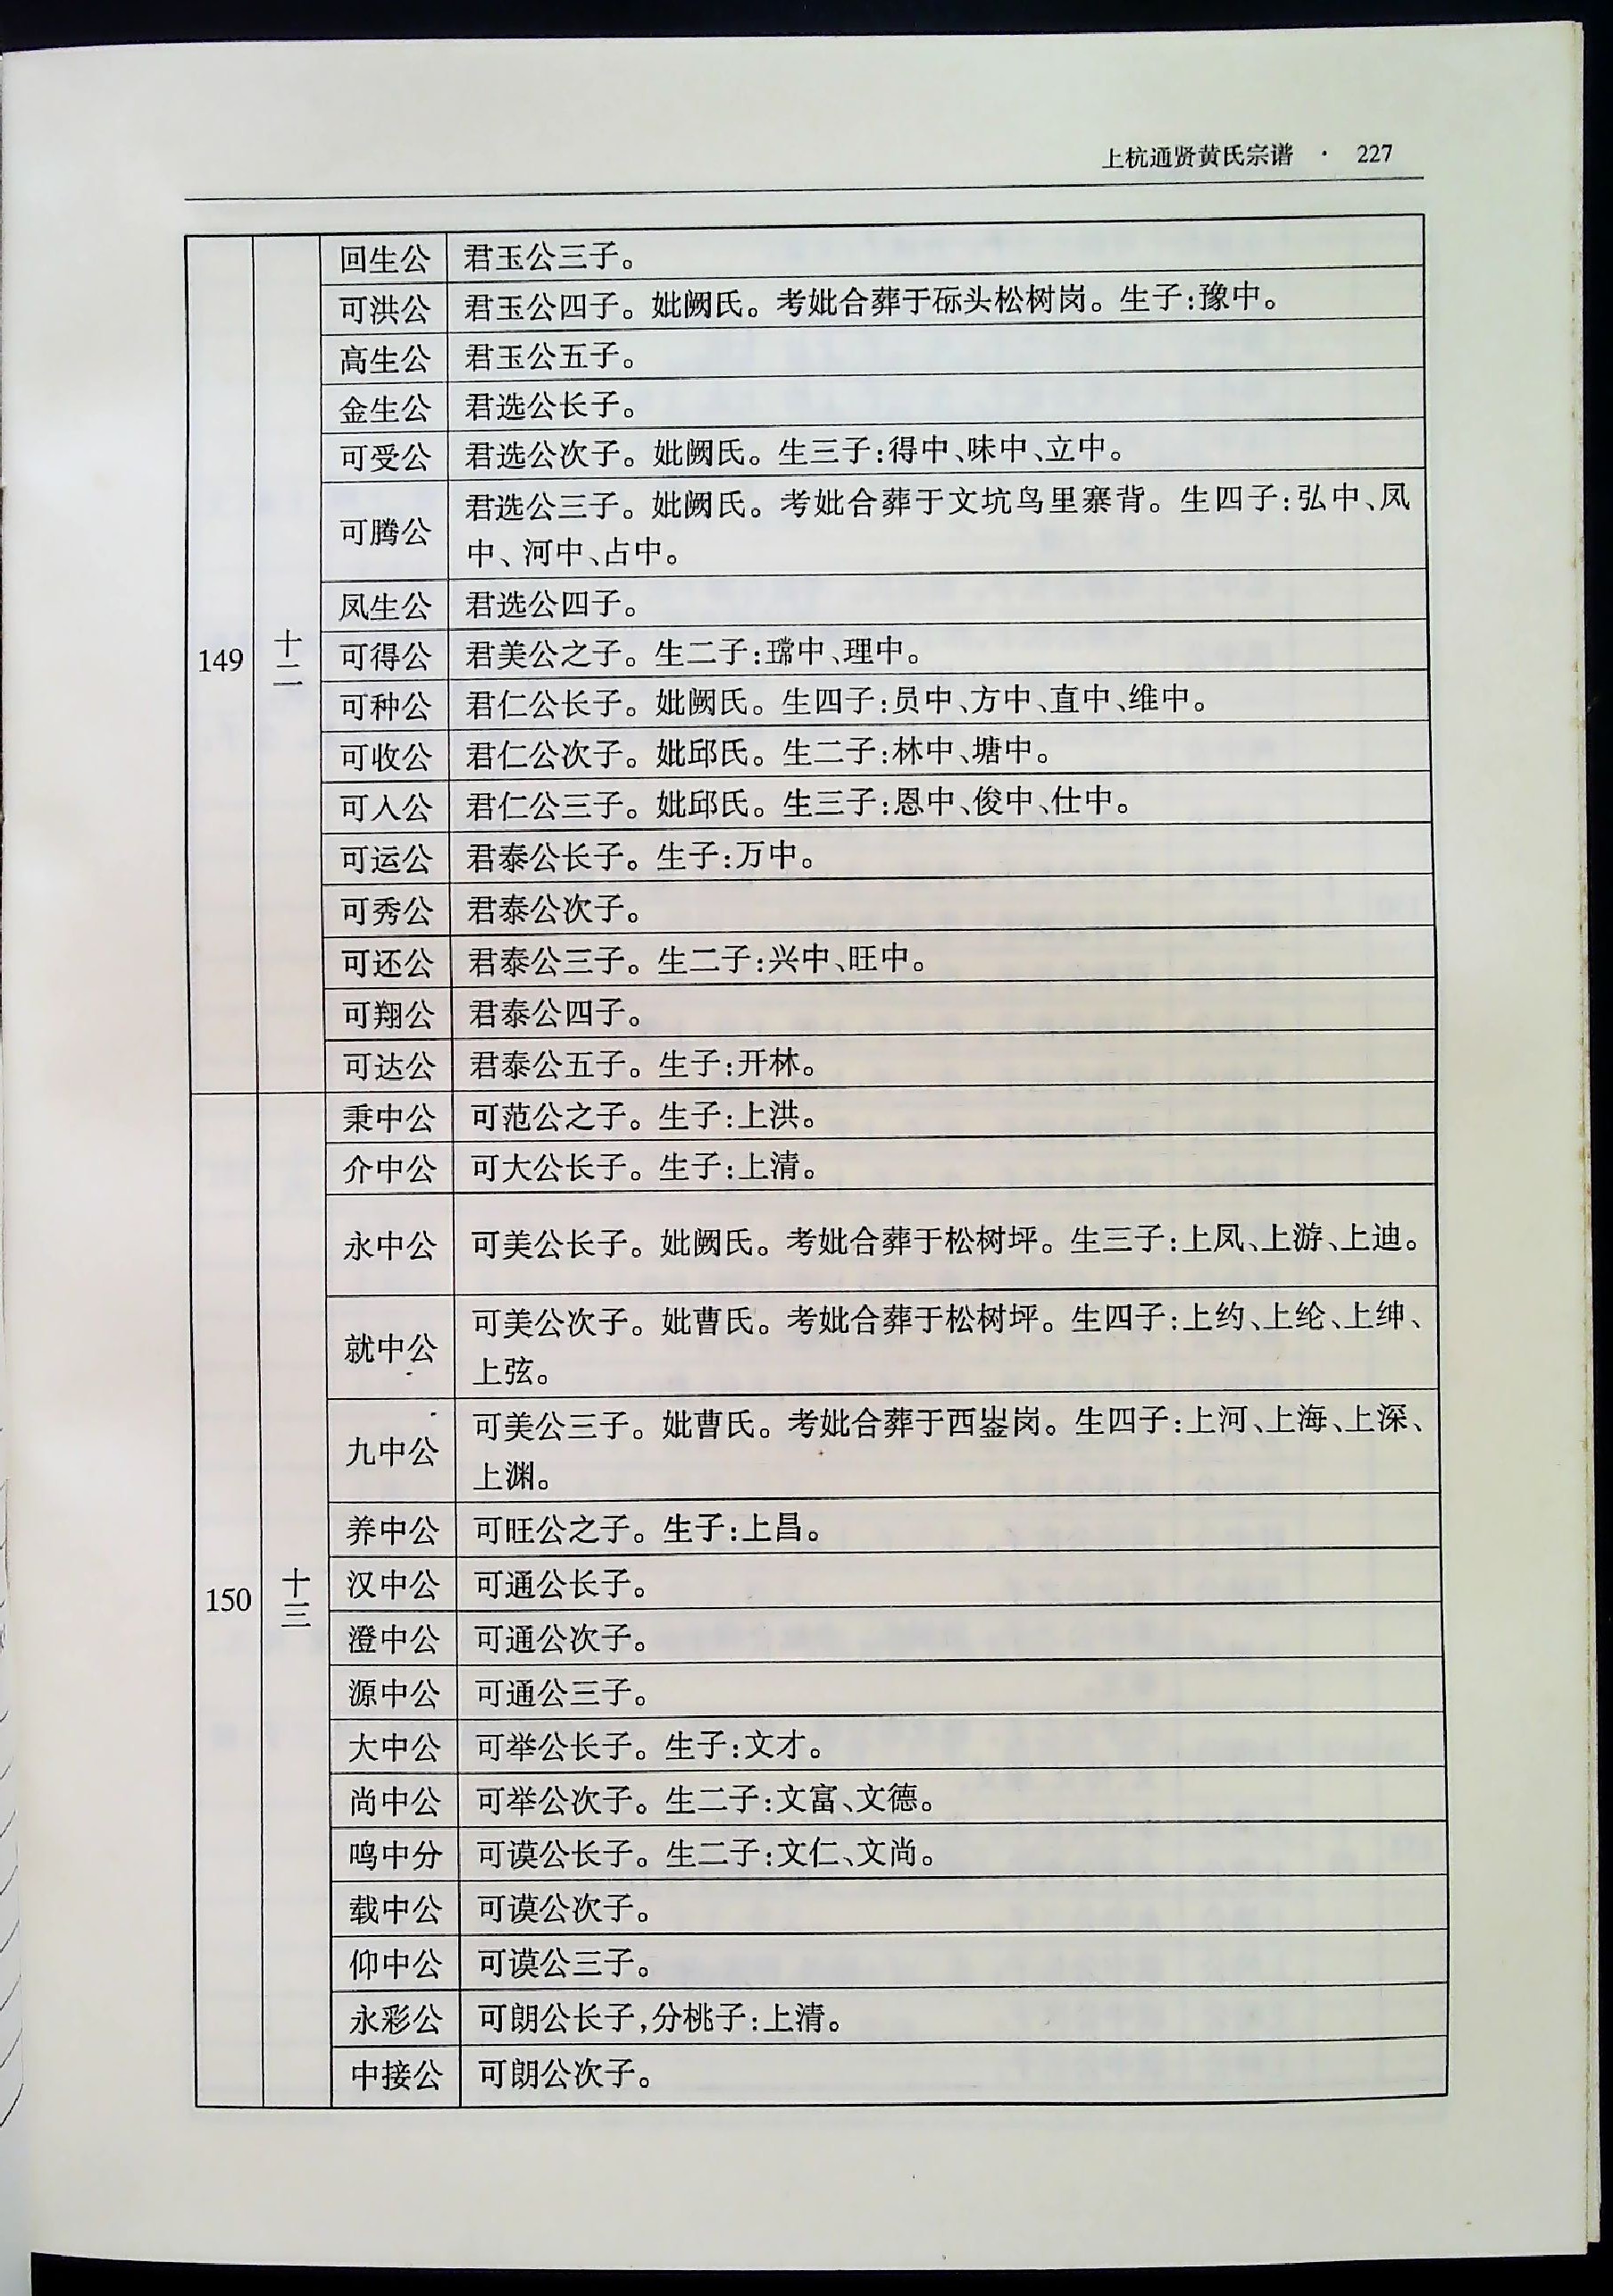 上杭通贤黄氏宗谱 · 227
149
十二
回生公 君玉公三子。
可洪公 君玉公四子。妣阙氏。考妣合葬于砾头松树岗。生子:豫中。
高生公 君玉公五子。
金生公 君选公长子。
可受公 君选公次子。妣阙氏。生三子:得中、味中、立中。
可腾公 君选公三子。妣阙氏。考妣合葬于文坑鸟里寨背。生四子:弘中、凤
中、河中、占中。
凤生公 君选公四子。
可得公 君美公之子。生二子:瑺中、理中。
可种公 君仁公长子。妣阙氏。生四子:员中、方中、直中、维中。
可收公 君仁公次子。妣邱氏。生二子:林中、塘中。
可人公 君仁公三子。妣邱氏。生三子:恩中、俊中、仕中。
可运公 君泰公长子。生子:万中。
可秀公 君泰公次子。
可还公 君泰公三子。生二子:兴中、旺中。
可翔公 君泰公四子。
可达公 君泰公五子。生子:开林。
150
十三
秉中公 可范公之子。生子:上洪。
介中公 可大公长子。生子:上清。
永中公 可美公长子。妣阙氏。考妣合葬于松树坪。生三子:上凤、上游、上迪。
就中公 可美公次子。妣曹氏。考妣合葬于松树坪。生四子:上约、上纶、上绅、
上弦。
九中公 可美公三子。妣曹氏。考妣合葬于西崟岗。生四子:上河、上海、上深、
上渊。
养中公 可旺公之子。生子:上昌。
汉中公 可通公长子。
澄中公 可通公次子。
源中公 可通公三子。
大中公 可举公长子。生子:文才。
尚中公 可举公次子。生二子:文富、文德。
鸣中分 可谟公长子。生二子:文仁、文尚。
载中公 可谟公次子。
仰中公 可谟公三子。
永彩公 可朗公长子,分桃子:上清。
中接公 可朗公次子。